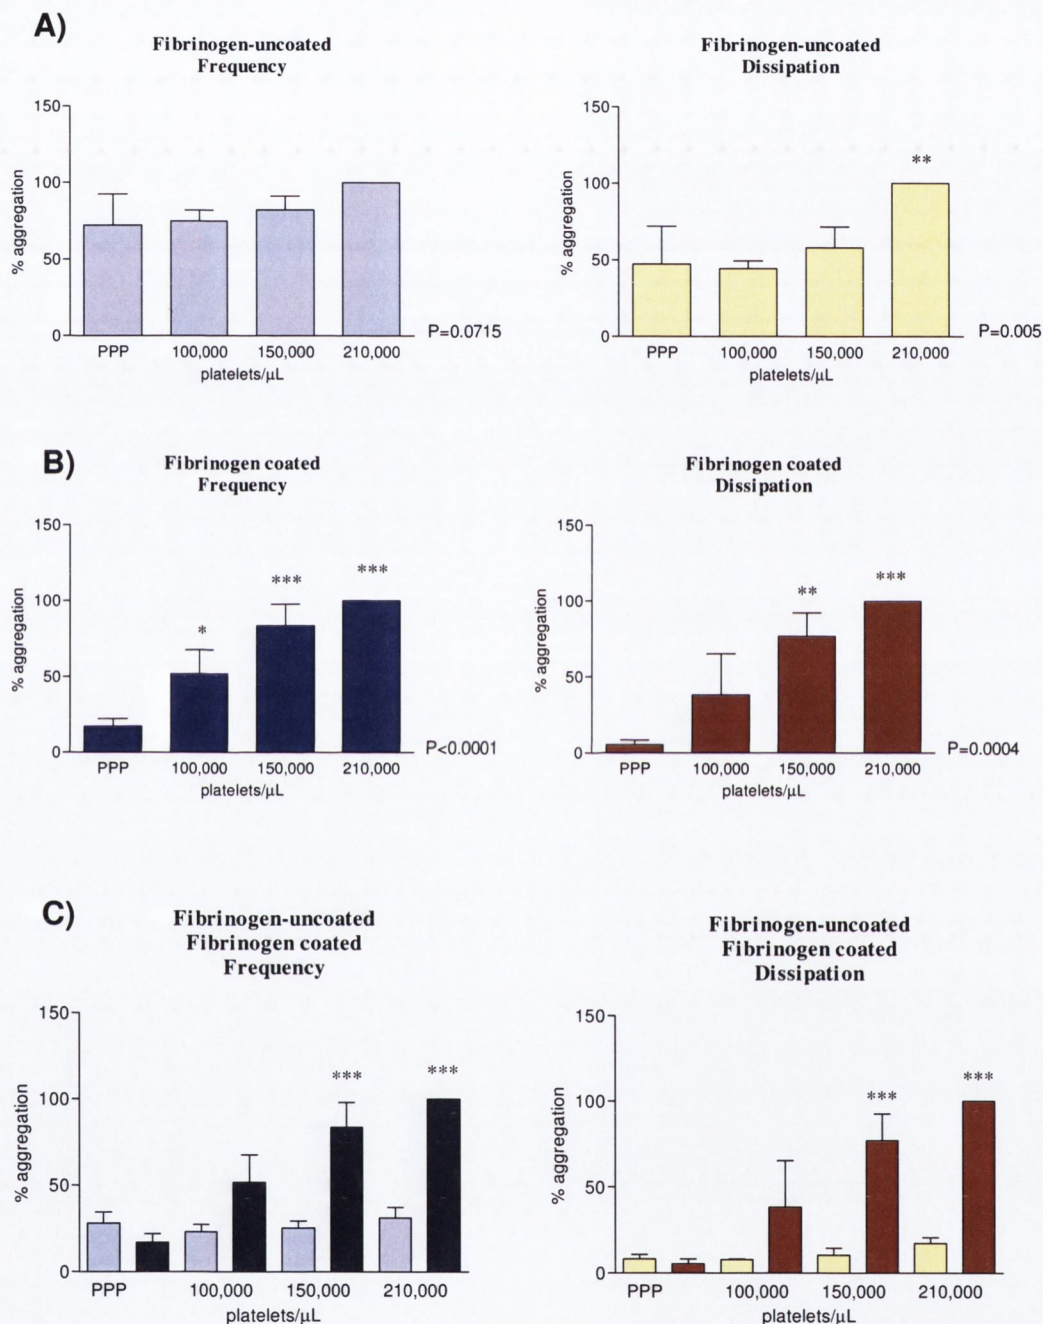 A)
Fibrinogen-uncoated
Frequency
150
100
50
0
% aggregation
PPP 100,000 150,000 210,000
platelets/µL
P=0.0715
Fibrinogen-uncoated
Dissipation
150
100
50
0
% aggregation
**
PPP 100,000 150,000 210,000
platelets/µL
P=0.005
B)
Fibrinogen coated
Frequency
150
100
50
0
% aggregation
* *** ***
PPP 100,000 150,000 210,000
platelets/µL
P<0.0001
Fibrinogen coated
Dissipation
150
100
50
0
% aggregation
** ***
PPP 100,000 150,000 210,000
platelets/µL
P=0.0004
C)
Fibrinogen-uncoated
Fibrinogen coated
Frequency
150
100
50
0
% aggregation
*** ***
PPP 100,000 150,000 210,000
platelets/µL
Fibrinogen-uncoated
Fibrinogen coated
Dissipation
150
100
50
0
% aggregation
*** ***
PPP 100,000 150,000 210,000
platelets/µL